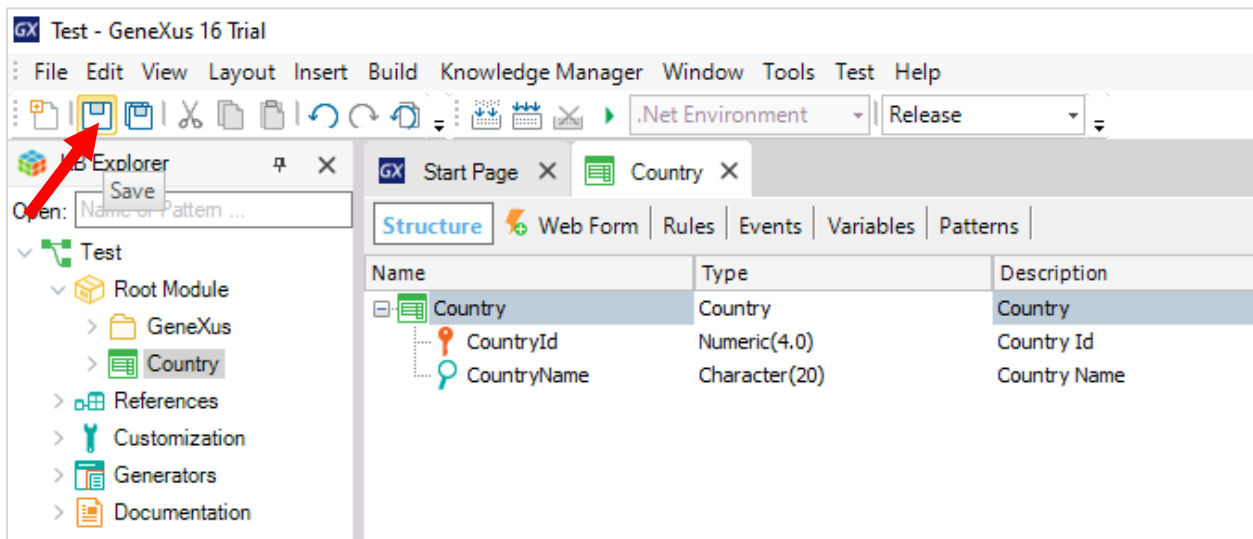 GX Test - GeneXus 16 Trial
File Edit View Layout Insert Build Knowledge Manager Window Tools Test Help
.Net Environment Release
KB Explorer
GX Start Page Country
Save
Open: Name or Pattern ...
Structure Web Form Rules Events Variables Patterns
Test
Name Type Description
Root Module
Country Country Country
GeneXus
CountryId Numeric(4.0) Country Id
Country
CountryName Character(20) Country Name
References
Customization
Generators
Documentation